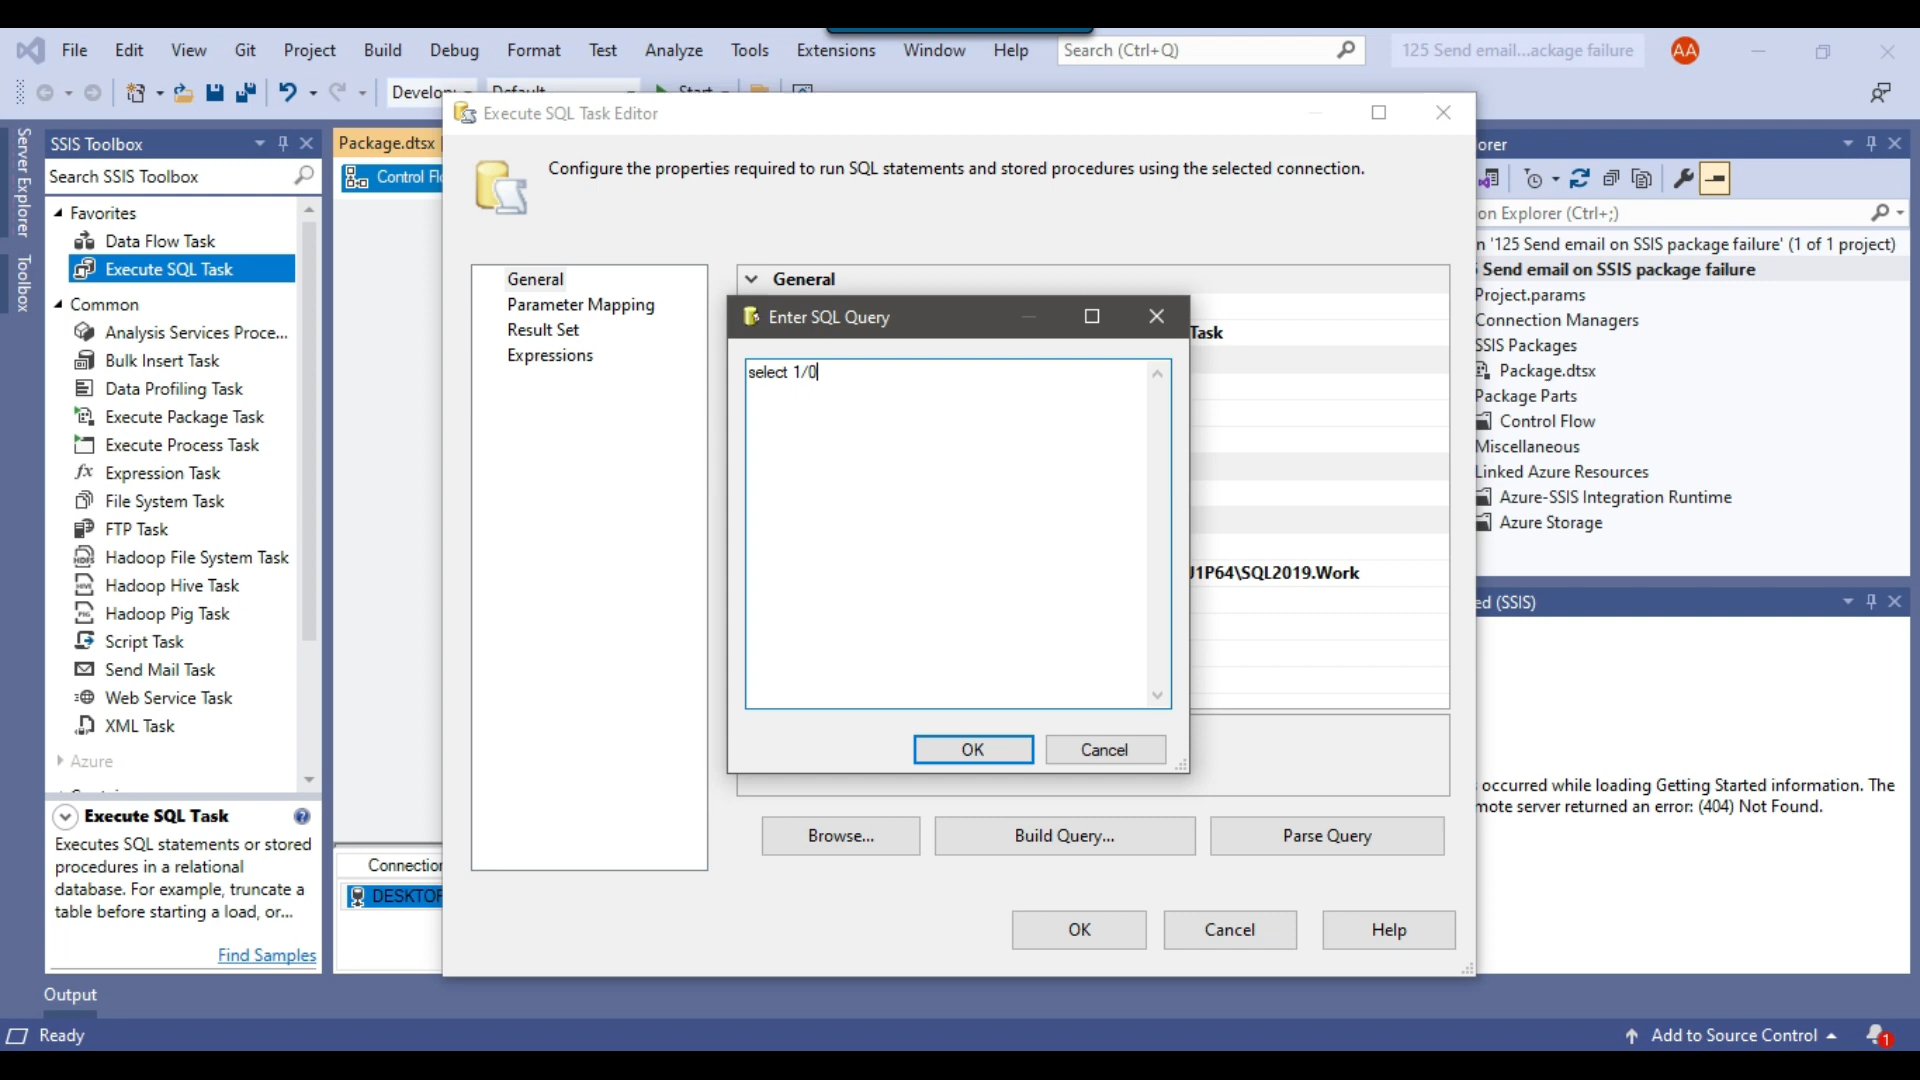 File Edit View Git Project Build Debug Format Test Analyze Tools Extensions Window Help Search (Ctrl+Q) 125 Send email...ackage failure AA
Develop Default Start
Server Explorer
Toolbox
SSIS Toolbox
Search SSIS Toolbox
Favorites
Data Flow Task
Execute SQL Task
Common
Analysis Services Proce...
Bulk Insert Task
Data Profiling Task
Execute Package Task
Execute Process Task
Expression Task
File System Task
FTP Task
Hadoop File System Task
Hadoop Hive Task
Hadoop Pig Task
Script Task
Send Mail Task
Web Service Task
XML Task
Azure
Execute SQL Task
Executes SQL statements or stored
procedures in a relational
database. For example, truncate a
table before starting a load, or...
Find Samples
Package.dtsx
Control Fl
Connection
DESKTOP
Execute SQL Task Editor
Configure the properties required to run SQL statements and stored procedures using the selected connection.
General
Parameter Mapping
Result Set
Expressions
General
Task
J1P64\SQL2019.Work
Enter SQL Query
select 1/0
OK Cancel
Browse... Build Query... Parse Query
OK Cancel Help
orer
on Explorer (Ctrl+;)
n '125 Send email on SSIS package failure' (1 of 1 project)
Send email on SSIS package failure
Project.params
Connection Managers
SSIS Packages
Package.dtsx
Package Parts
Control Flow
Miscellaneous
Linked Azure Resources
Azure-SSIS Integration Runtime
Azure Storage
ed (SSIS)
occurred while loading Getting Started information. The
mote server returned an error: (404) Not Found.
Output
Ready
Add to Source Control
1